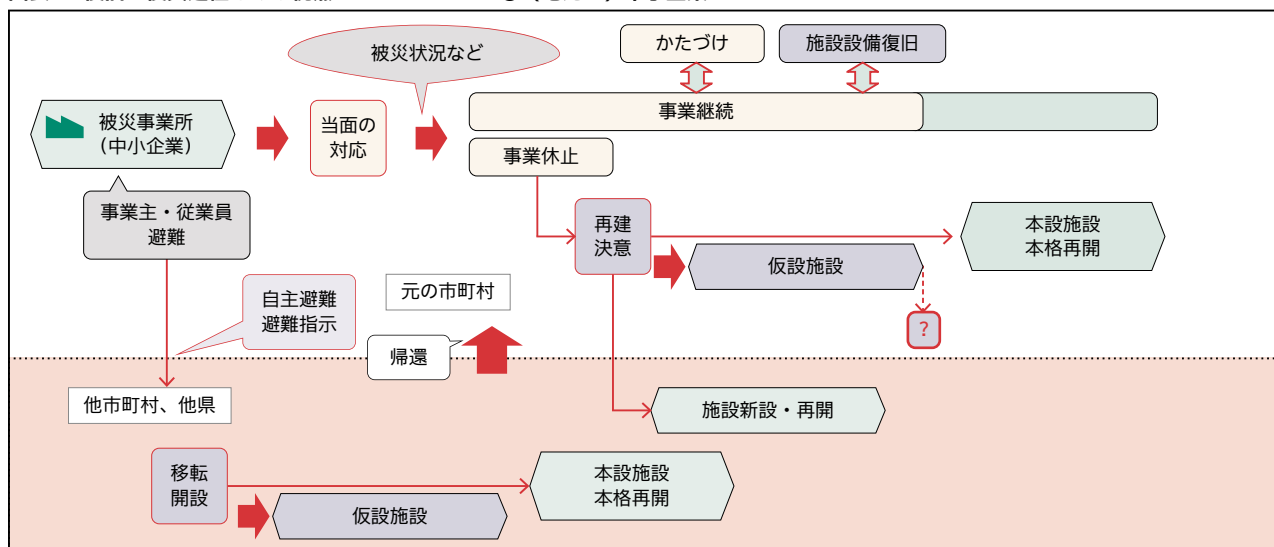 被災状況など
かたづけ
施設設備復旧
事業継続
被災事業所
（中小企業）
当面の
対応
事業休止
事業主・従業員
避難
再建
決意
本設施設
本格再開
仮設施設
自主避難
避難指示
元の市町村
?
帰還
他市町村、他県
施設新設・再開
移転
開設
本設施設
本格再開
仮設施設